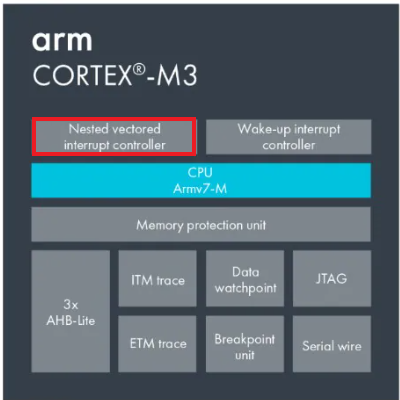 arm
CORTEX®-M3
Nested vectored
interrupt controller
Wake-up interrupt
controller
CPU
Armv7-M
Memory protection unit
3x
AHB-Lite
ITM trace
Data
watchpoint
JTAG
ETM trace
Breakpoint
unit
Serial wire